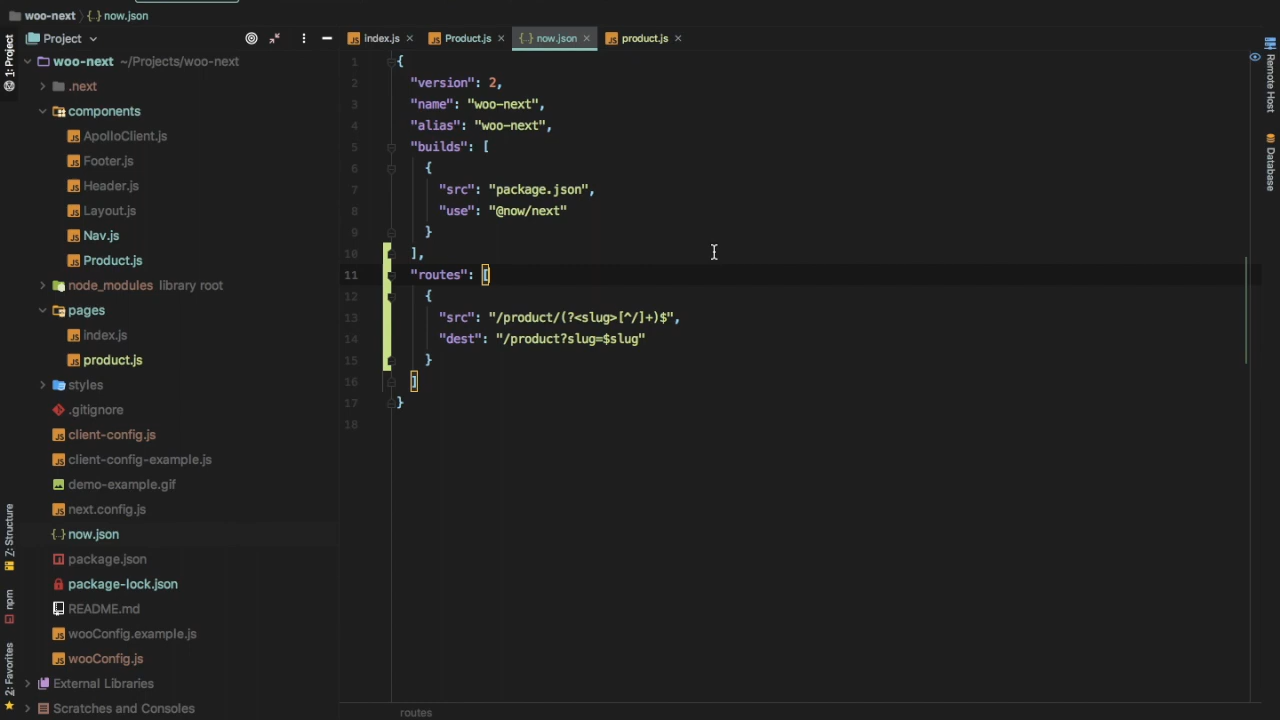 woo-next
now.json
1: Project
Project
index.js
Product.js
now.json
product.js
woo-next ~/Projects/woo-next
.next
components
ApolloClient.js
Footer.js
Header.js
Layout.js
Nav.js
Product.js
node_modules library root
pages
index.js
product.js
styles
.gitignore
client-config.js
client-config-example.js
demo-example.gif
next.config.js
now.json
package.json
package-lock.json
README.md
wooConfig.example.js
wooConfig.js
External Libraries
Scratches and Consoles
Z: Structure
npm
2: Favorites
1 {
2 "version": 2,
3 "name": "woo-next",
4 "alias": "woo-next",
5 "builds": [
6 {
7 "src": "package.json",
8 "use": "@now/next"
9 }
10 ],
11 "routes": [
12 {
13 "src": "/product/(?<slug>[^/]+)$",
14 "dest": "/product?slug=$slug"
15 }
16 ]
17 }
18
routes
Remote Host
Database